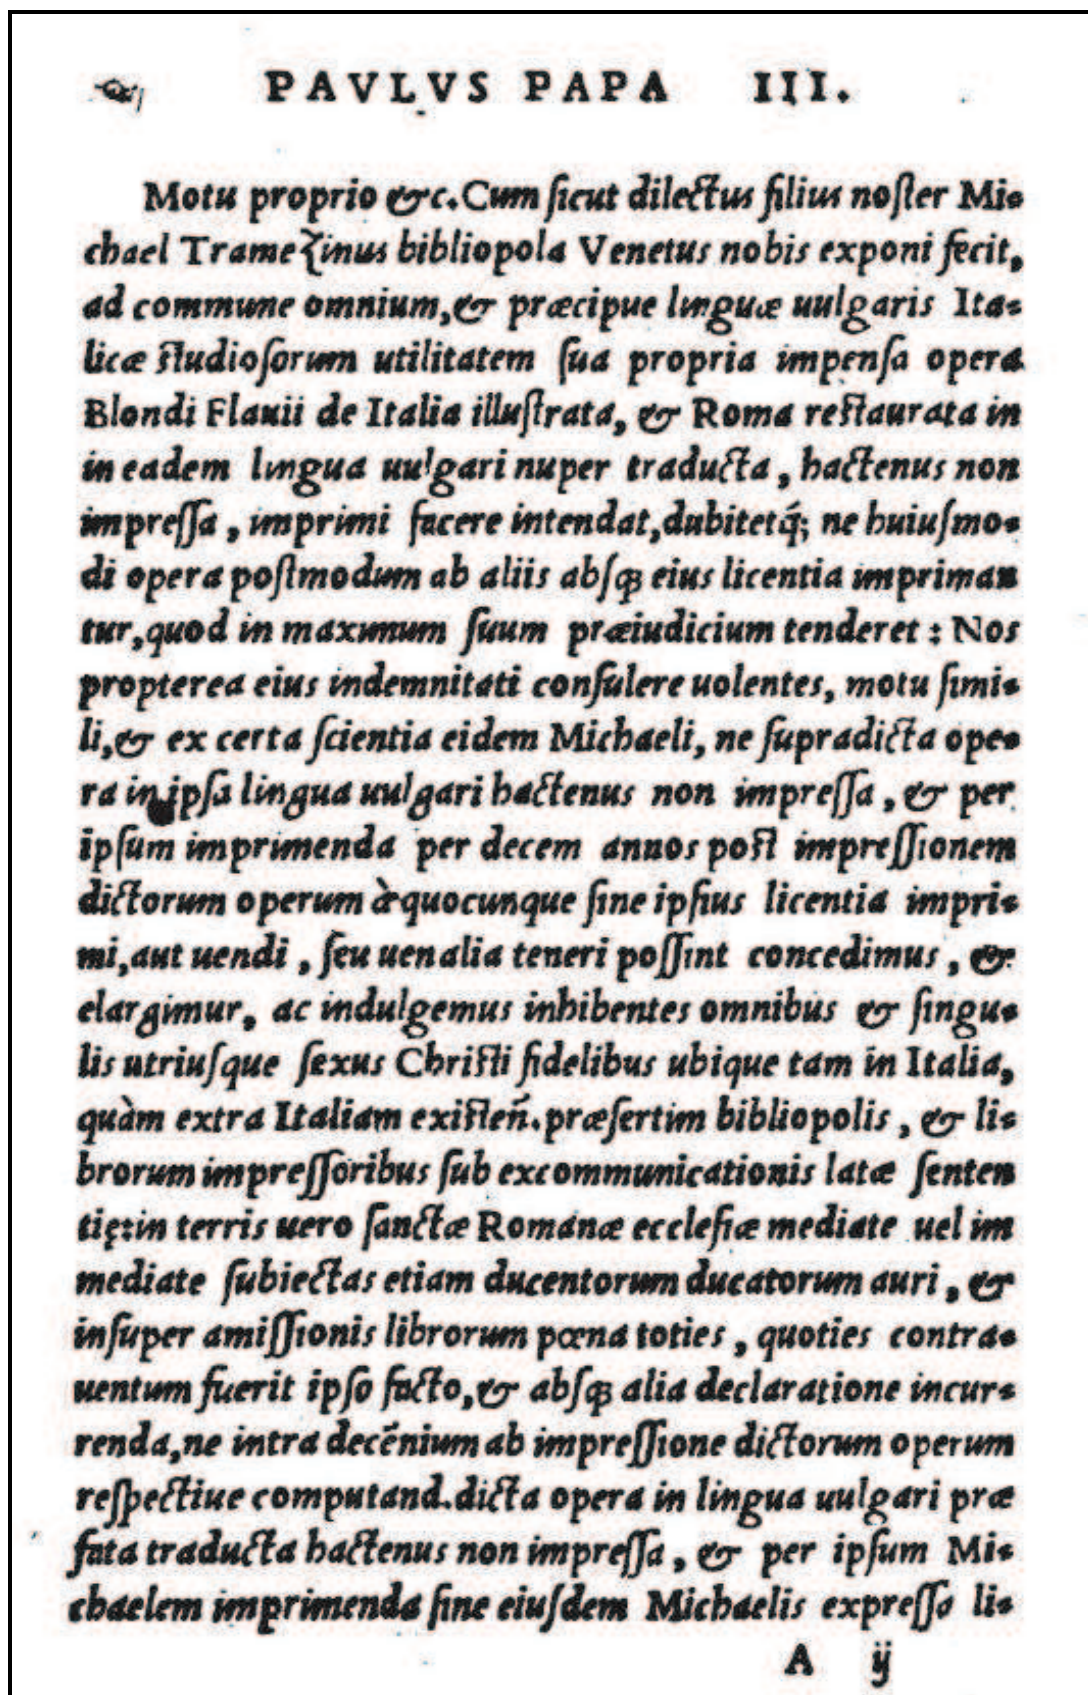 PAVLVS PAPA III.
Motu proprio &c. Cum ſicut dilectus filius noſter Mi-
chael Tramezinus bibliopola Venetus nobis exponi fecit,
ad commune omnium, & præcipue linguæ uulgaris Ita-
licæ ſtudioſorum utilitatem ſua propria impenſa opera
Blondi Flauii de Italia illuſtrata, & Roma reſtaurata in
in eadem lingua uulgari nuper traducta, hactenus non
impreſſa, imprimi facere intendat, dubitetq́; ne huiuſmo-
di opera poſtmodum ab aliis abſq; eius licentia impriman
tur, quod in maximum ſuum præiudicium tenderet : Nos
propterea eius indemnitati conſulere uolentes, motu ſimi-
li, & ex certa ſcientia eidem Michaeli, ne ſupradicta ope-
ra in ipſa lingua uulgari hactenus non impreſſa, & per
ipſum imprimenda per decem annos poſt impreſſionem
dictorum operum à quocunque ſine ipſius licentia impri-
mi, aut uendi, ſeu uenalia teneri poſſint concedimus, &
elargimur, ac indulgemus inhibentes omnibus & ſingu-
lis utriuſque ſexus Chriſti fidelibus ubique tam in Italia,
quàm extra Italiam exiſteñ. præſertim bibliopolis, & li-
brorum impreſſoribus ſub excommunicationis latæ ſenten
tię: in terris uero ſanctæ Romanæ eccleſiæ mediate uel im
mediate ſubiectas etiam ducentorum ducatorum auri, &
inſuper amiſſionis librorum pœna toties, quoties contra-
uentum fuerit ipſo facto, & abſq; alia declaratione incur-
renda, ne intra decẽnium ab impreſſione dictorum operum
reſpectiue computand. dicta opera in lingua uulgari præ
fata traducta hactenus non impreſſa, & per ipſum Mi-
chaelem imprimenda ſine eiuſdem Michaelis expreſſo li-
A ij